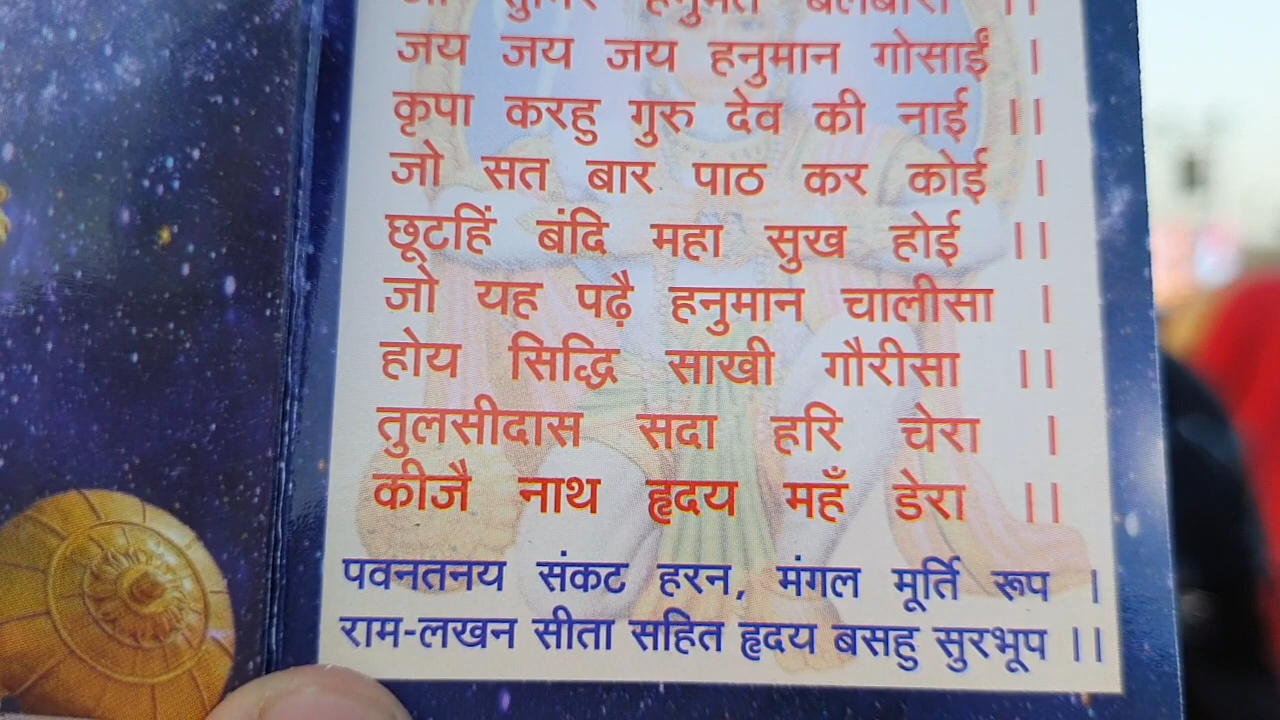 जय जय जय हनुमान गोसाईं ।
कृपा करहु गुरु देव की नाई ।।
जो सत बार पाठ कर कोई ।
छूटहिं बंदि महा सुख होई ।।
जो यह पढ़ै हनुमान चालीसा ।
होय सिद्धि साखी गौरीसा ।।
तुलसीदास सदा हरि चेरा ।
कीजै नाथ हृदय महँ डेरा ।।
पवनतनय संकट हरन, मंगल मूर्ति रूप ।
राम-लखन सीता सहित हृदय बसहु सुरभूप ।।